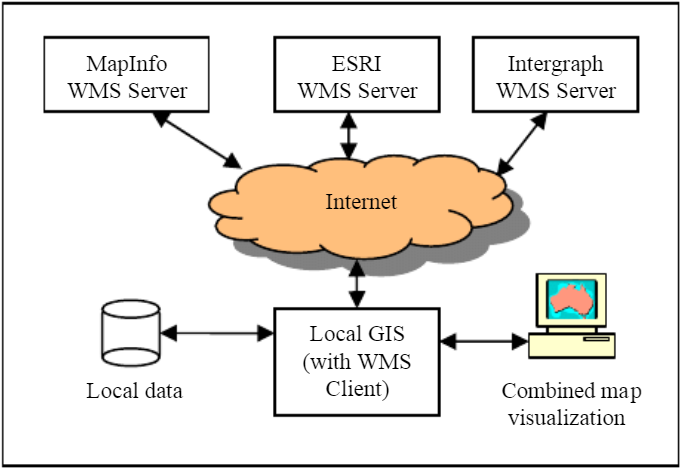 MapInfo
WMS Server
ESRI
WMS Server
Intergraph
WMS Server
Internet
Local data
Local GIS
(with WMS
Client)
Combined map
visualization